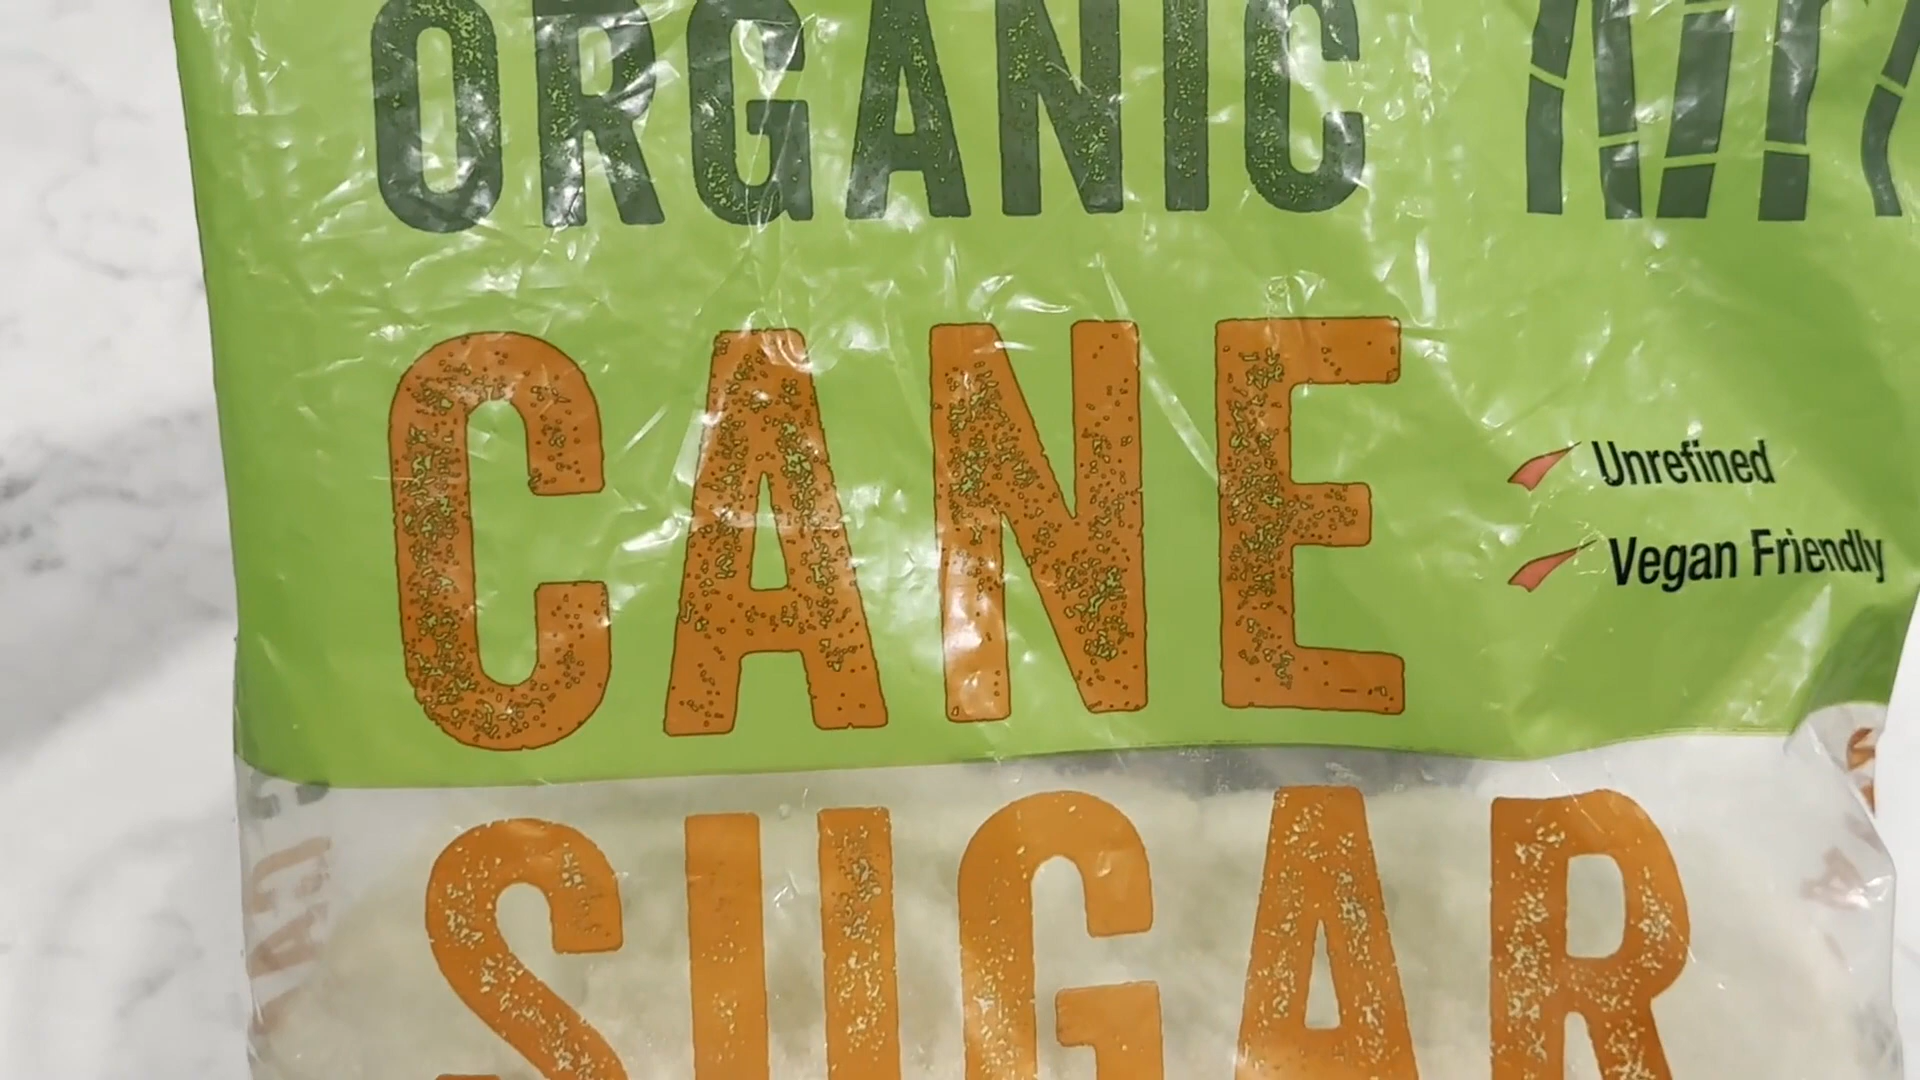 ORGANIC
CANE
Unrefined
Vegan Friendly
SUGAR